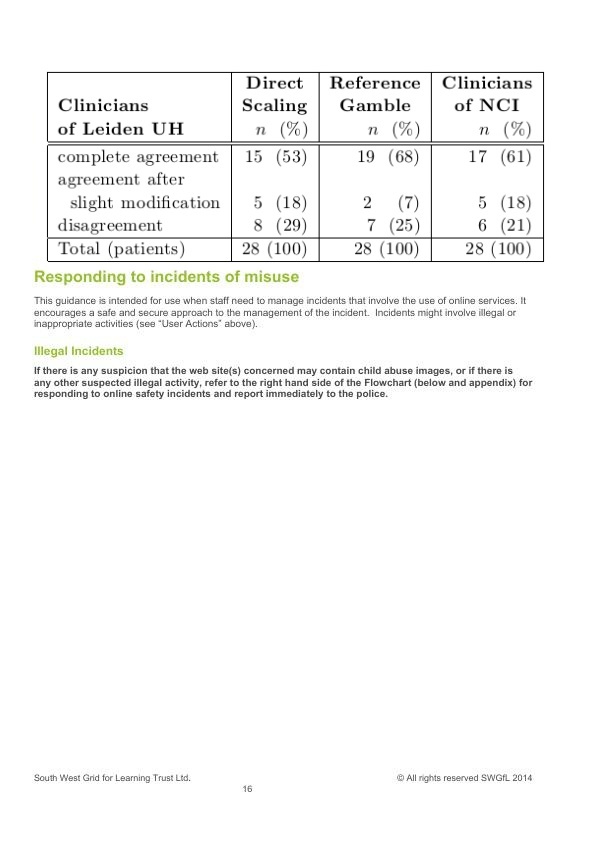 Direct Reference Clinicians
Clinicians Scaling Gamble of NCI
of Leiden UH n (%) n (%) n (%)
complete agreement 15 (53) 19 (68) 17 (61)
agreement after
slight modification 5 (18) 2 (7) 5 (18)
disagreement 8 (29) 7 (25) 6 (21)
Total (patients) 28 (100) 28 (100) 28 (100)
Responding to incidents of misuse
This guidance is intended for use when staff need to manage incidents that involve the use of online services. It
encourages a safe and secure approach to the management of the incident.  Incidents might involve illegal or
inappropriate activities (see “User Actions” above).
Illegal Incidents
If there is any suspicion that the web site(s) concerned may contain child abuse images, or if there is
any other suspected illegal activity, refer to the right hand side of the Flowchart (below and appendix) for
responding to online safety incidents and report immediately to the police.
South West Grid for Learning Trust Ltd. © All rights reserved SWGfL 2014
16